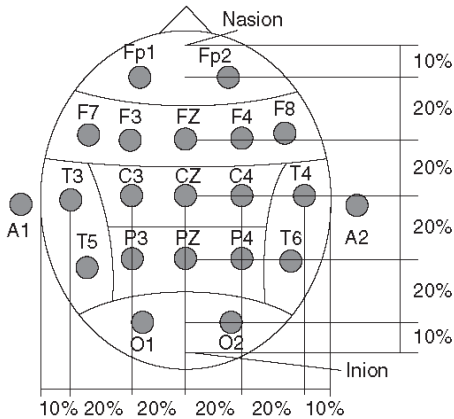 Nasion
Fp1 Fp2
10%
20%
F7 F3 FZ F4 F8
20%
T3 C3 CZ C4 T4
A1 A2
20%
T5 P3 PZ P4 T6
20%
10%
O1 O2
Inion
10% 20% 20% 20% 20% 10%